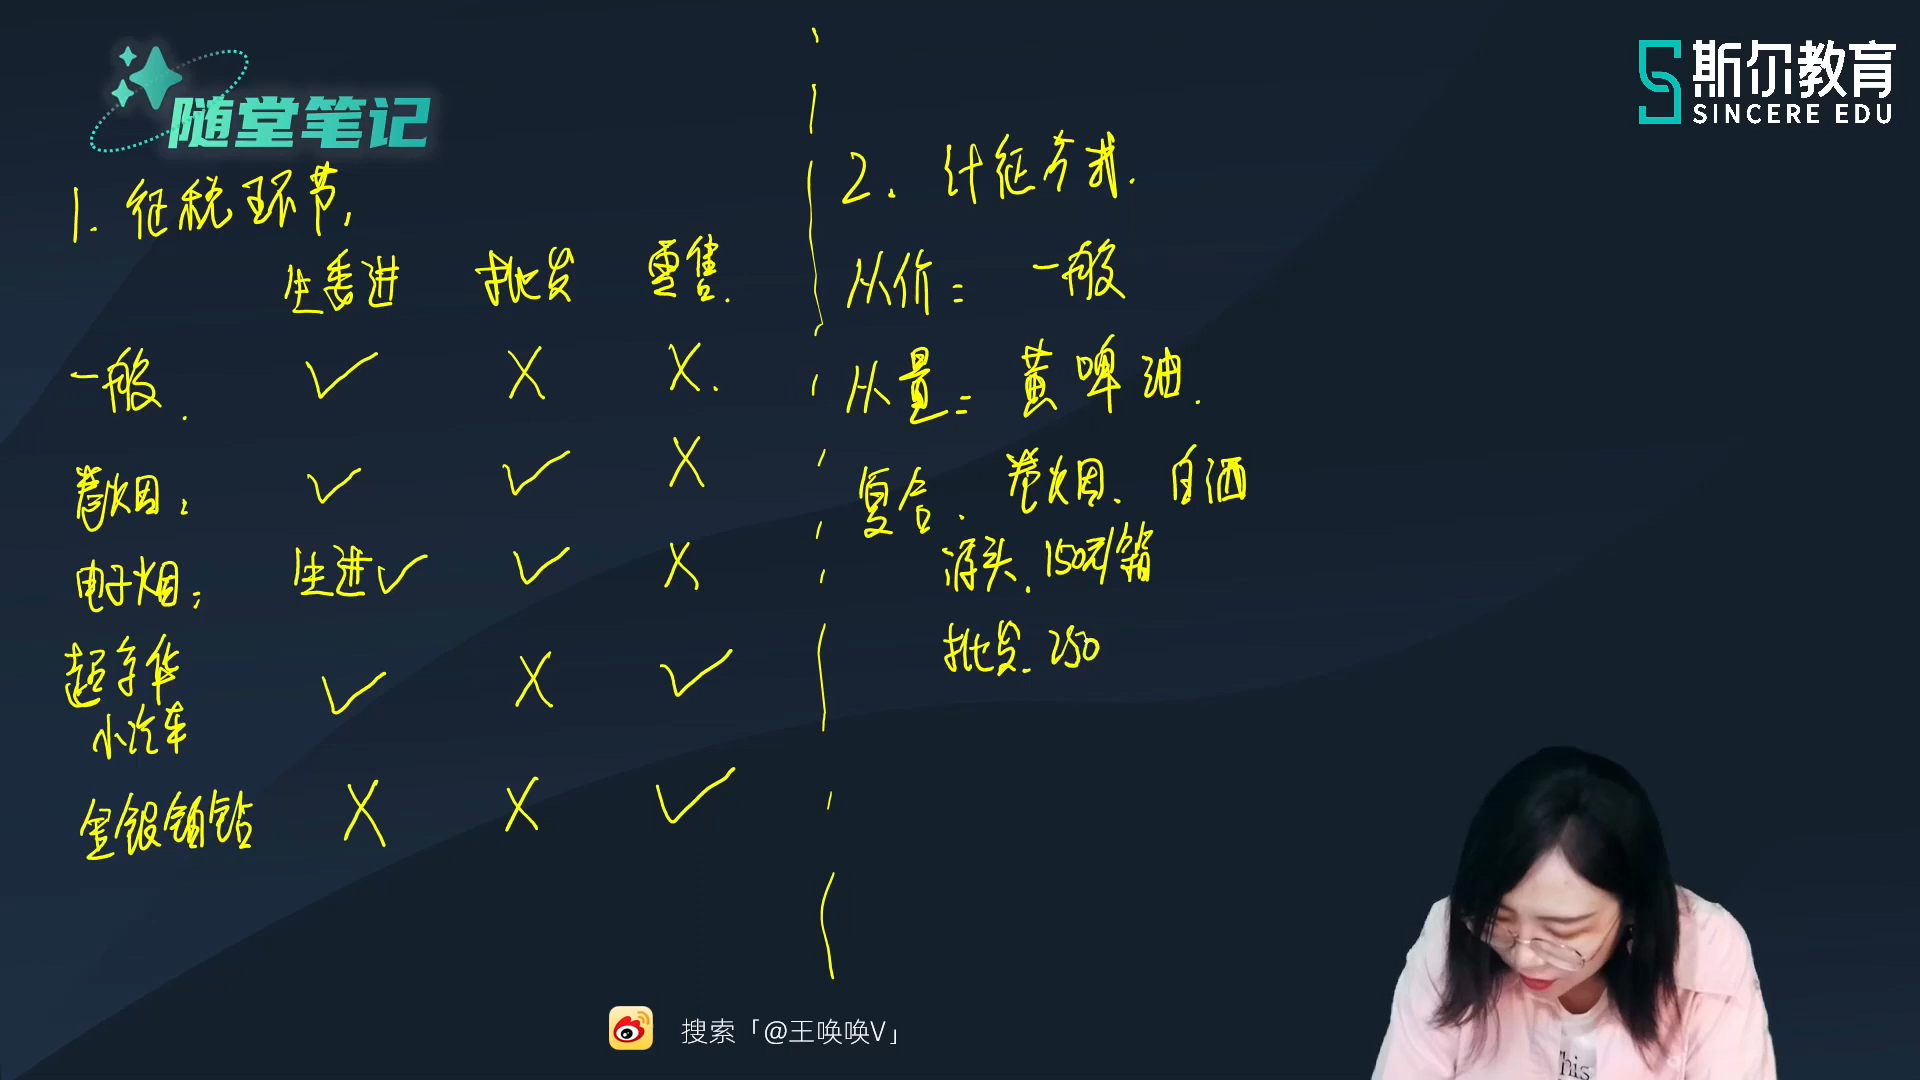 随堂笔记
斯尔教育
SINCERE EDU
1. 征税环节,
生委进 批发 零售.
一般. ✓ X X.
卷烟: ✓ ✓ X
电子烟: 生进✓ ✓ X
超豪华 ✓ X ✓
小汽车
金银铂钻 X X ✓
2. 计征方式.
从价: 一般
从量: 黄啤油.
复合、卷烟、白酒
源头. 150元/箱
批发. 250
搜索「@王唤唤V」
This